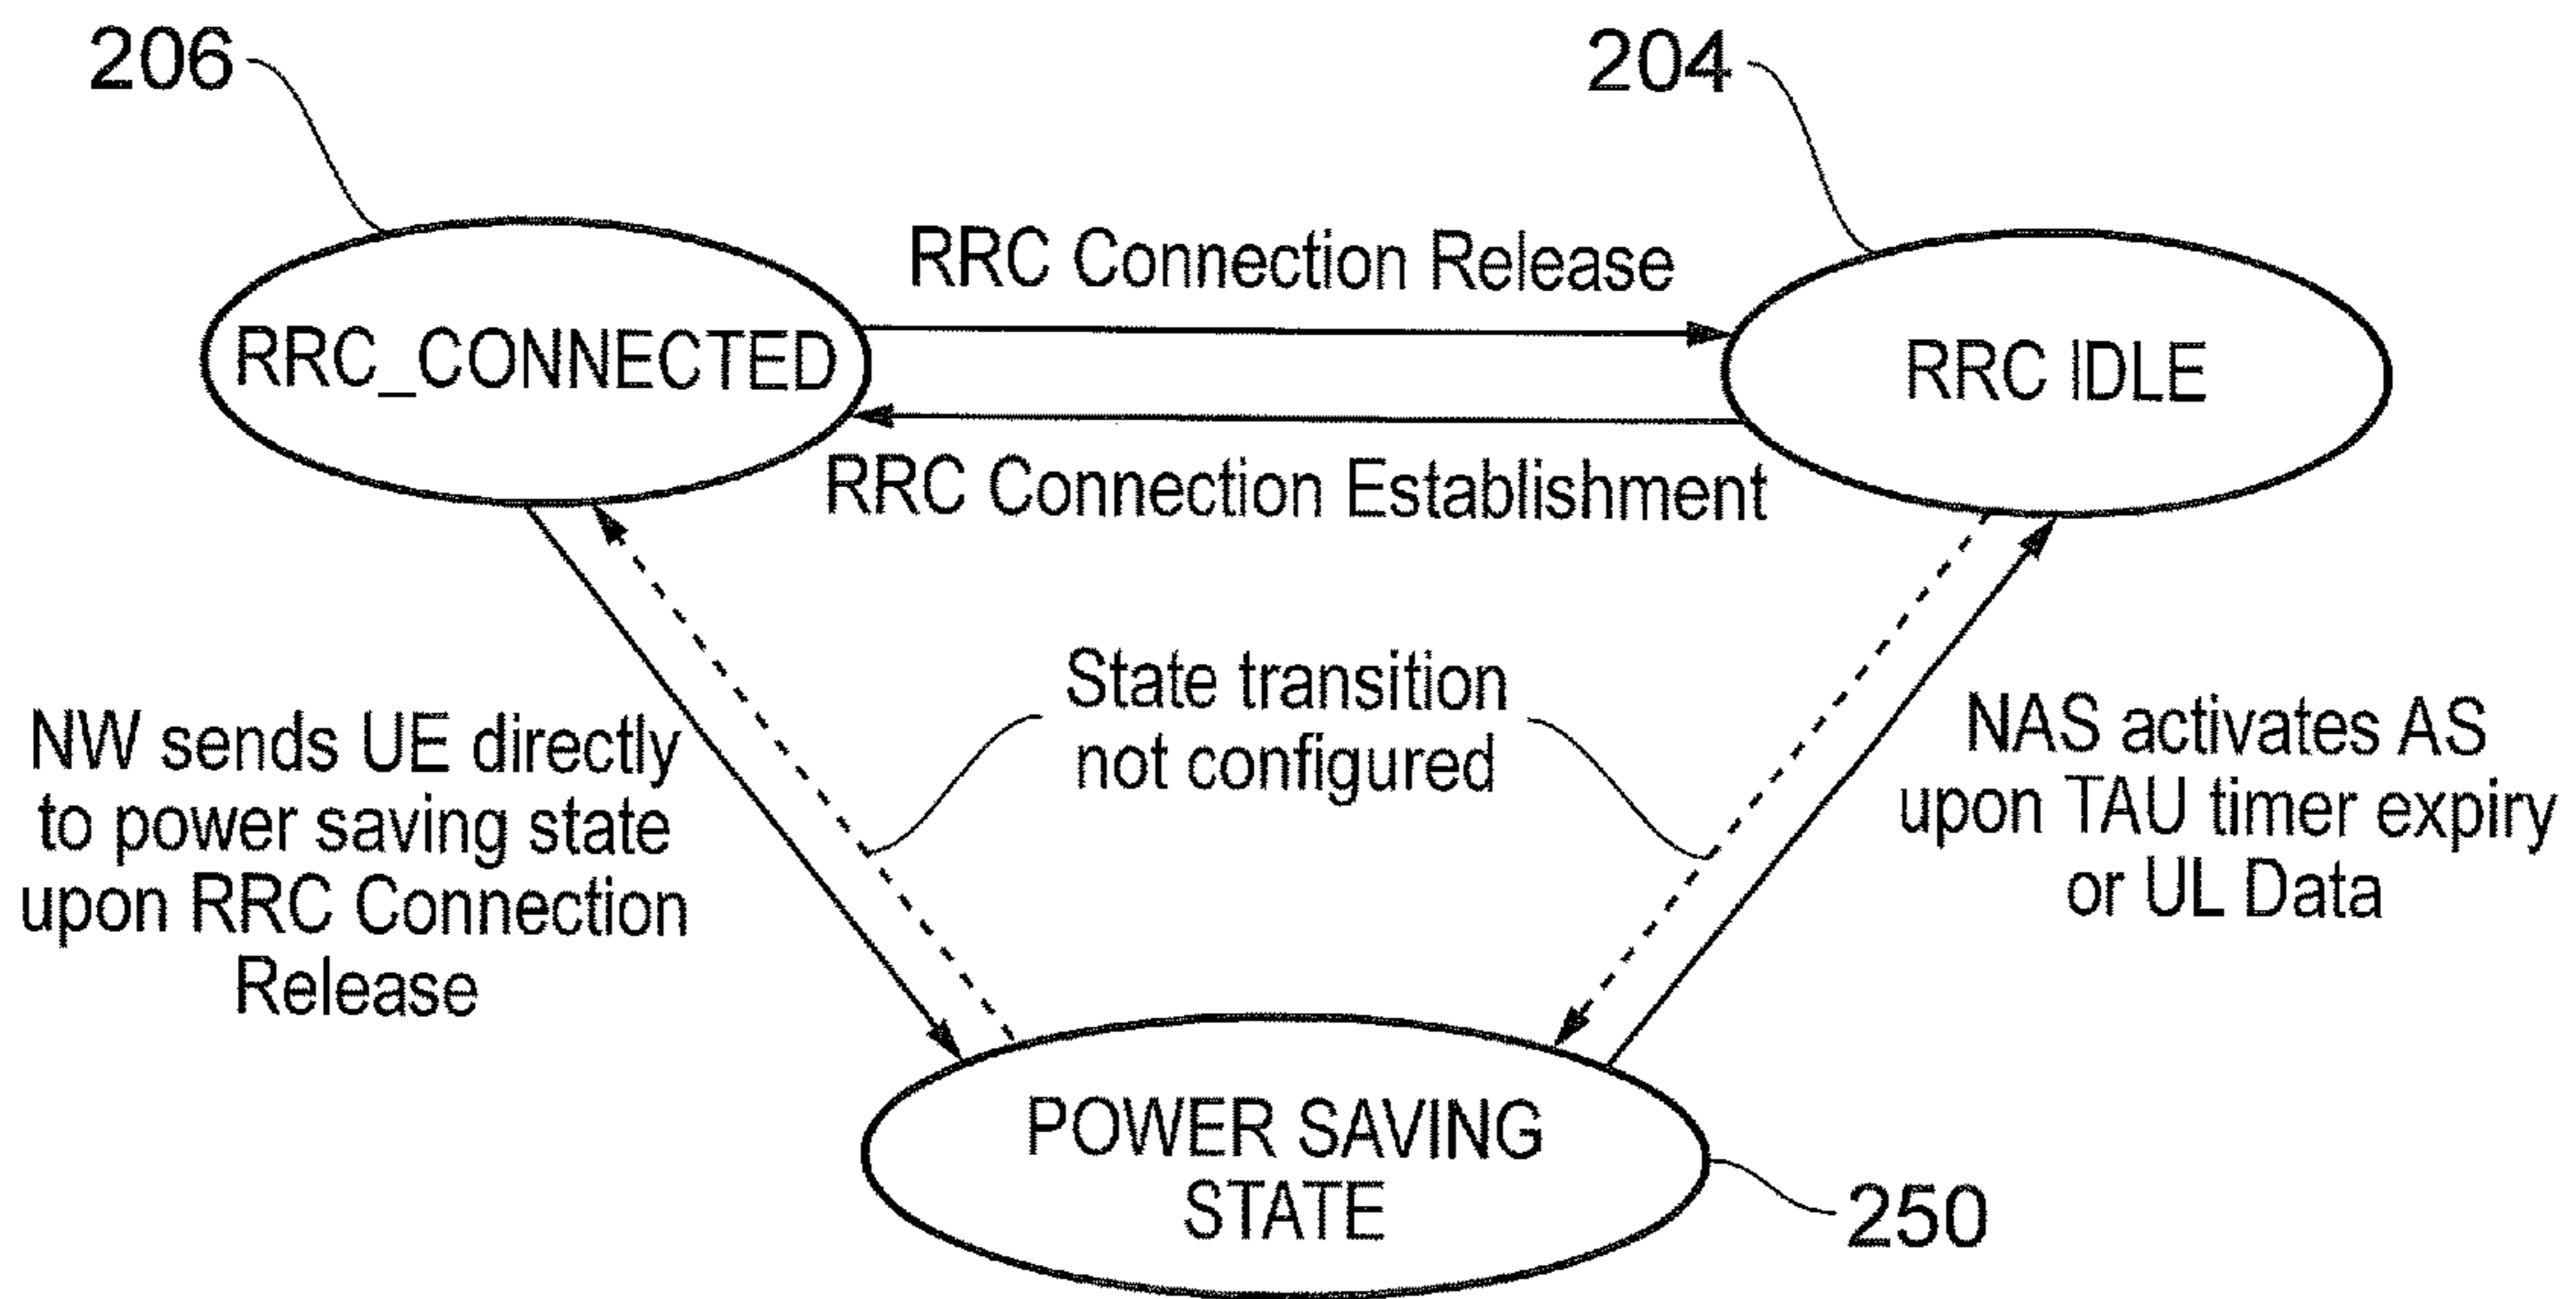 206
204
RRC Connection Release
RRC_CONNECTED
RRC IDLE
RRC Connection Establishment
NW sends UE directly
to power saving state
upon RRC Connection
Release
State transition
not configured
NAS activates AS
upon TAU timer expiry
or UL Data
POWER SAVING
STATE
250